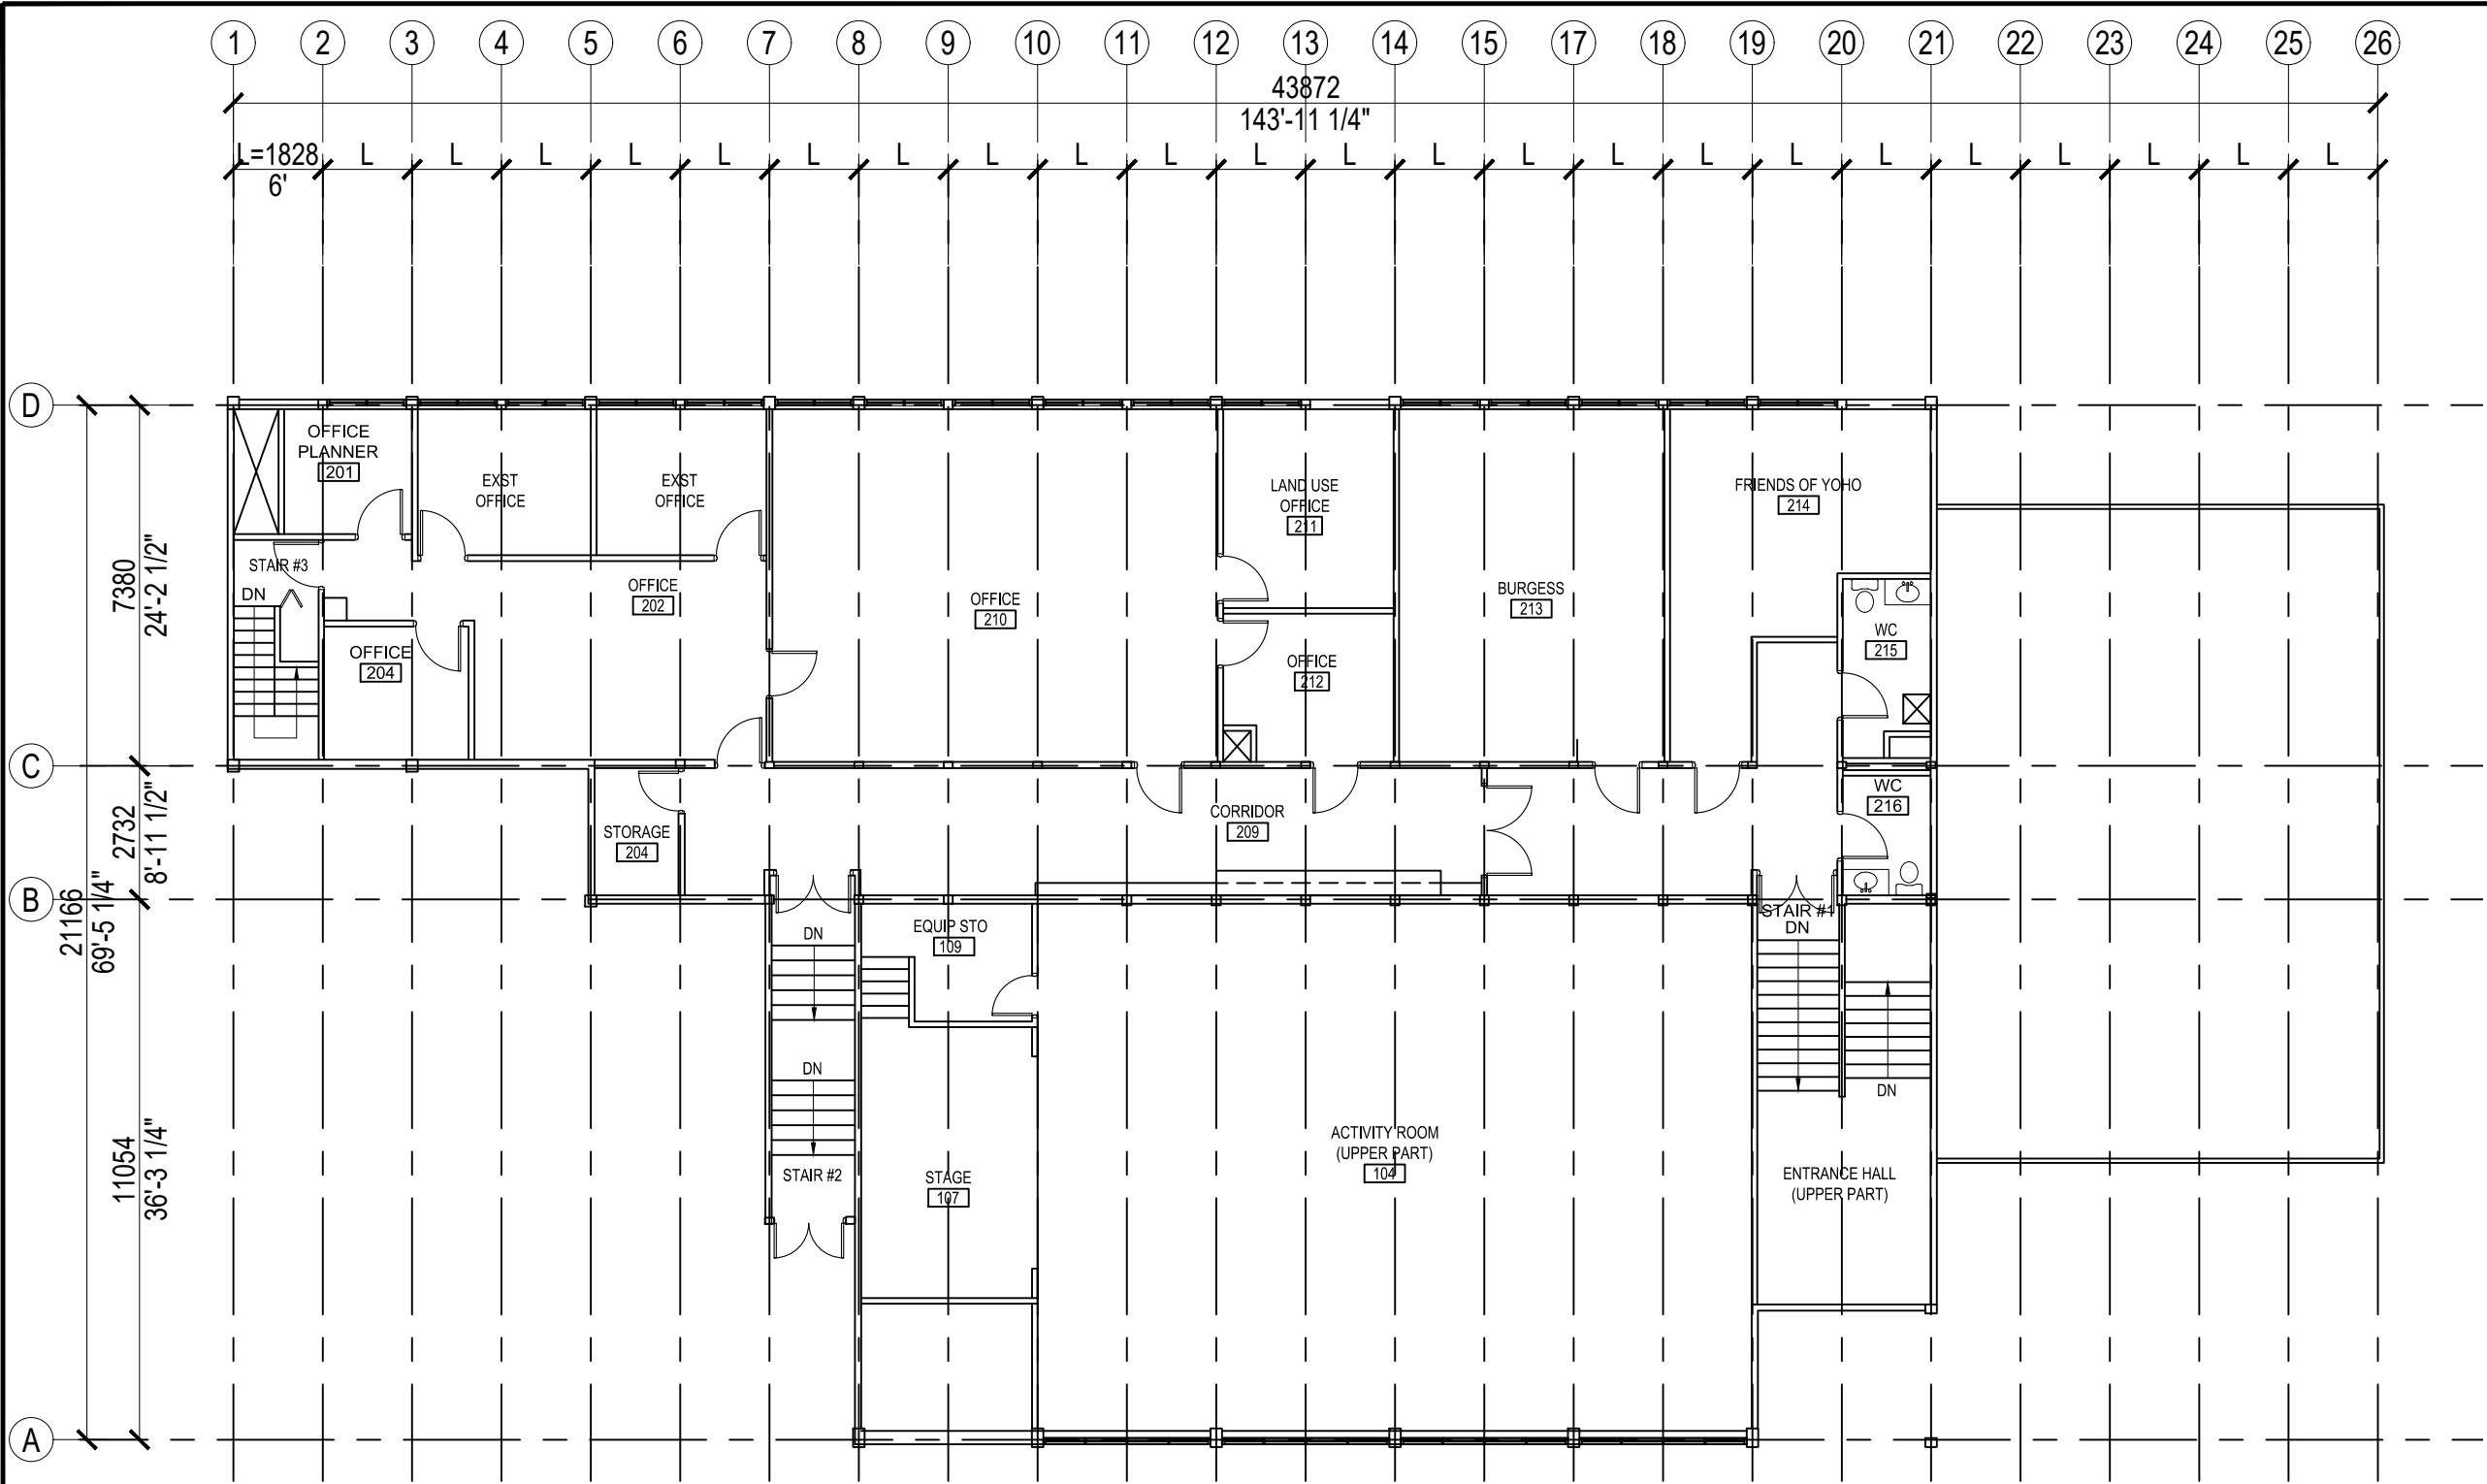 1 2 3 4 5 6 7 8 9 10 11 12 13 14 15 17 18 19 20 21 22 23 24 25 26
43872
143'-11 1/4"
L=1828 L L L L L L L L L L L L L L L L L L L L L L L
6'
D
C
B
A
7380
24'-2 1/2"
2732
8'-11 1/2"
21166
69'-5 1/4"
11054
36'-3 1/4"
OFFICE
PLANNER
201
EXST
OFFICE
EXST
OFFICE
LAND USE
OFFICE
211
FRIENDS OF YOHO
214
STAIR #3
DN
OFFICE
202
OFFICE
210
BURGESS
213
OFFICE
204
OFFICE
212
WC
215
WC
216
STORAGE
204
CORRIDOR
209
EQUIP STO
109
DN
STAIR #1
DN
DN
DN
STAIR #2
STAGE
107
ACTIVITY ROOM
(UPPER PART)
104
ENTRANCE HALL
(UPPER PART)